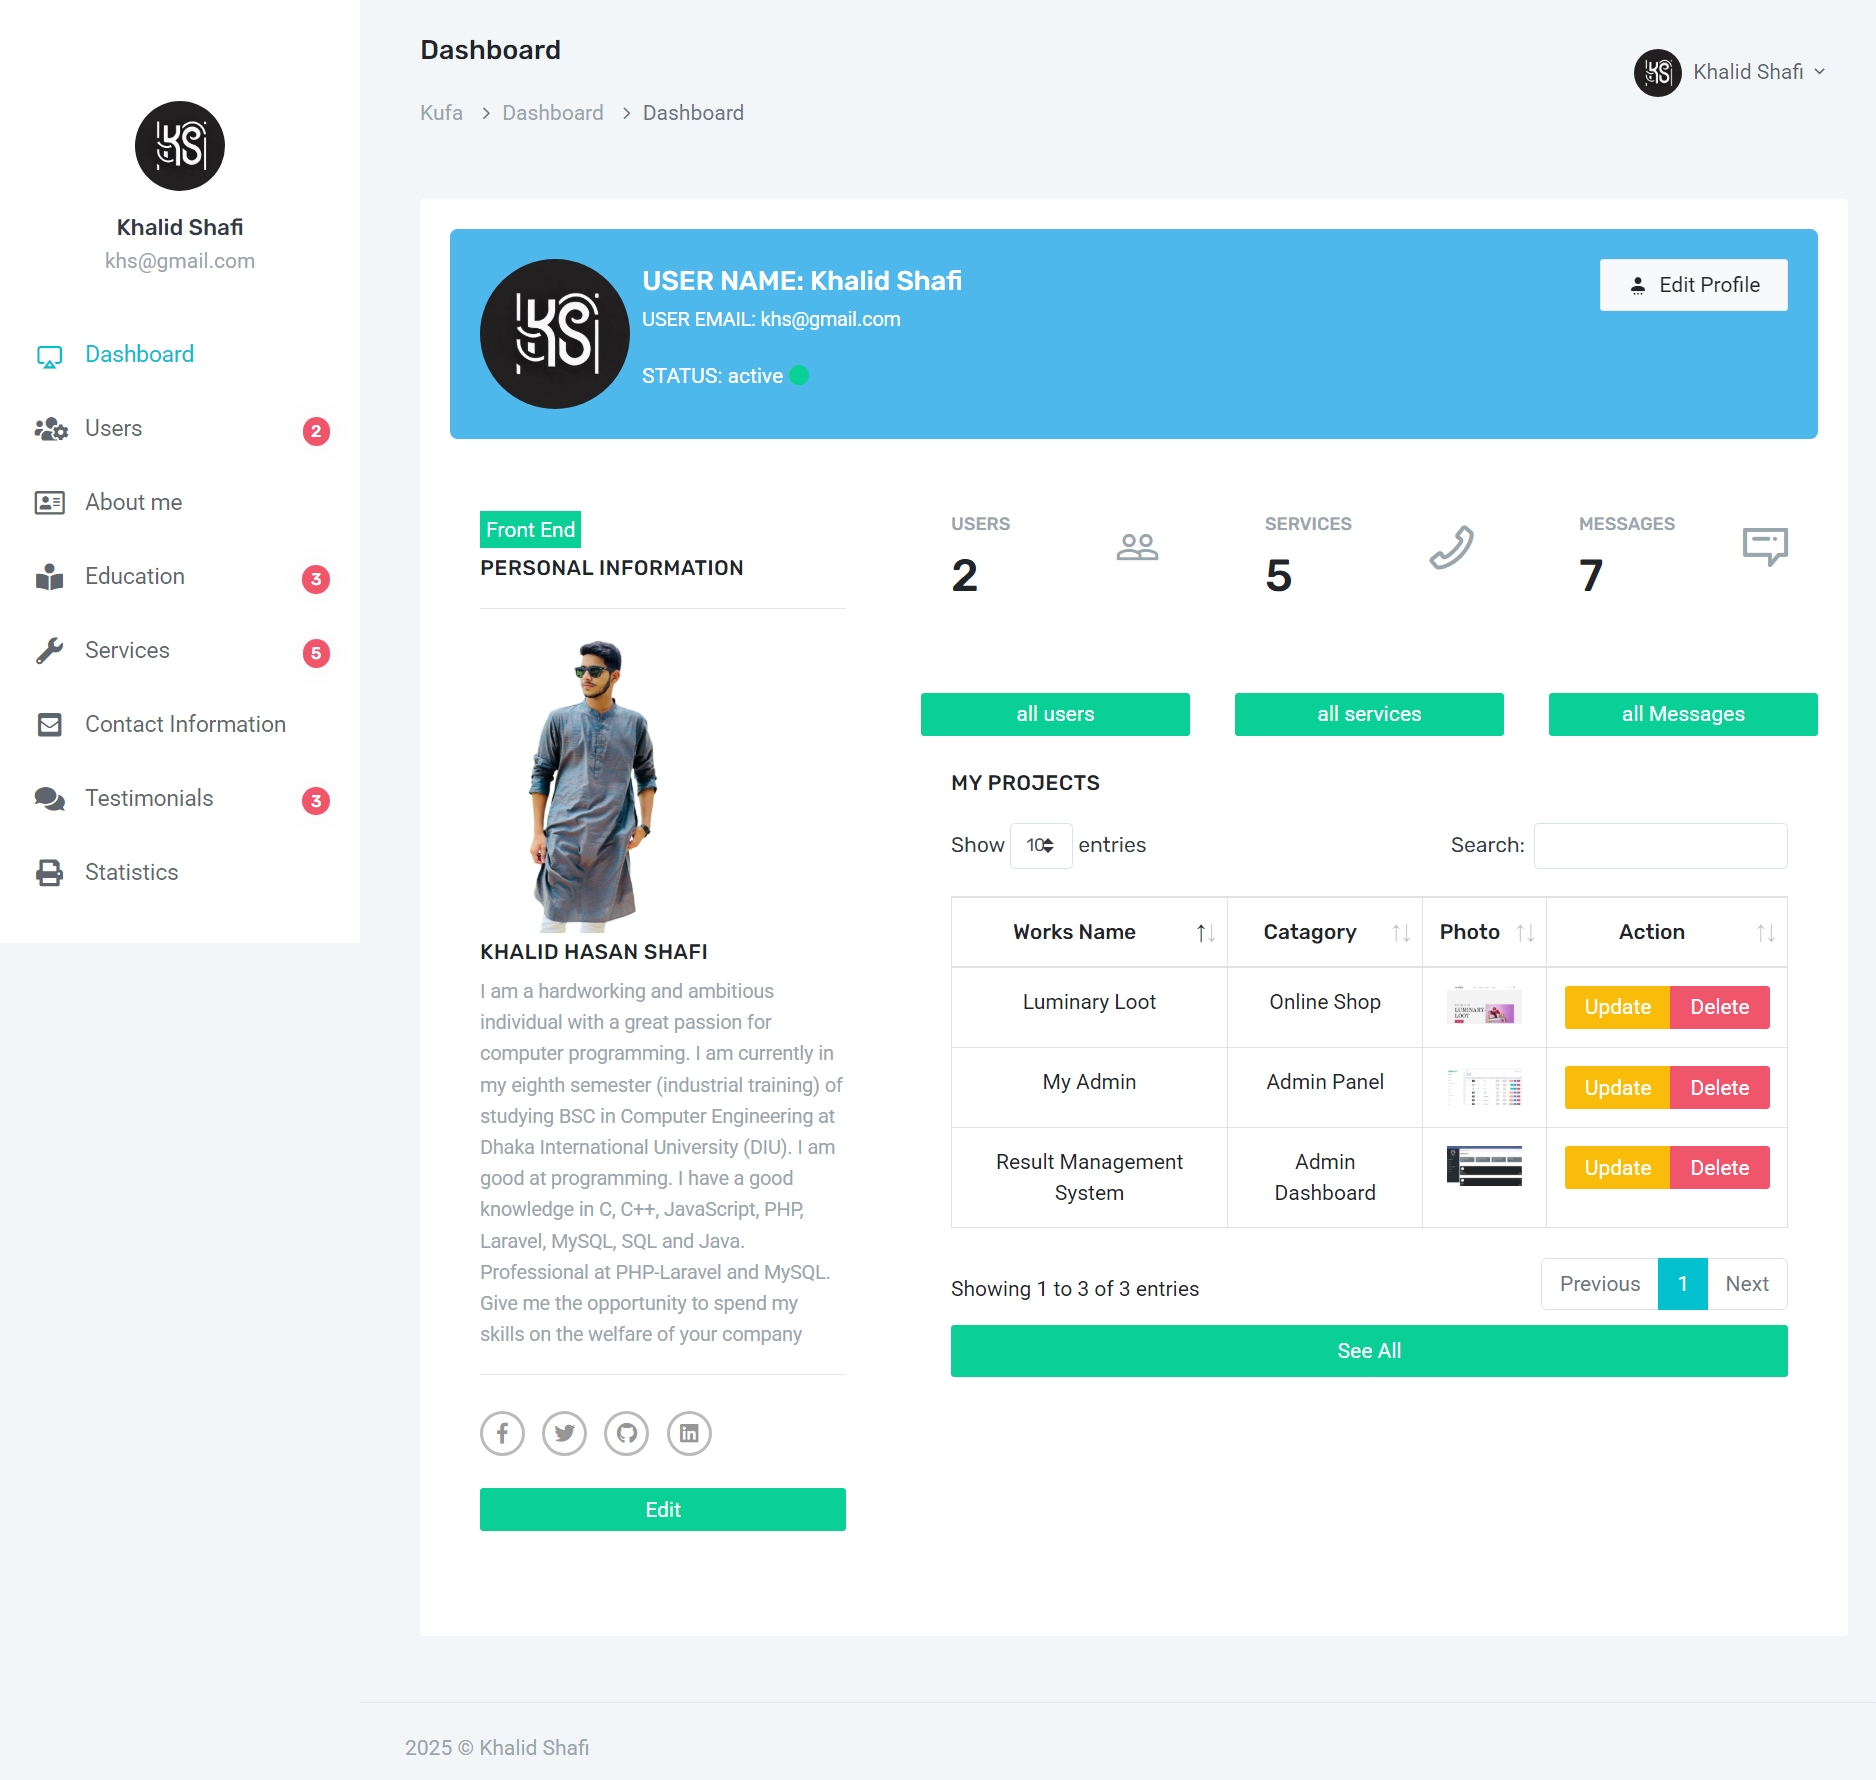 Khalid Shafi
khs@gmail.com
Dashboard
Users 2
About me
Education 3
Services 5
Contact Information
Testimonials 3
Statistics
Dashboard
Kufa > Dashboard > Dashboard
Khalid Shafi
USER NAME: Khalid Shafi
USER EMAIL: khs@gmail.com
STATUS: active
Edit Profile
Front End
PERSONAL INFORMATION
KHALID HASAN SHAFI
I am a hardworking and ambitious
individual with a great passion for
computer programming. I am currently in
my eighth semester (industrial training) of
studying BSC in Computer Engineering at
Dhaka International University (DIU). I am
good at programming. I have a good
knowledge in C, C++, JavaScript, PHP,
Laravel, MySQL, SQL and Java.
Professional at PHP-Laravel and MySQL.
Give me the opportunity to spend my
skills on the welfare of your company
Edit
USERS
2
all users
SERVICES
5
all services
MESSAGES
7
all Messages
MY PROJECTS
Show 10 entries
Search:
Works Name Catagory Photo Action
Luminary Loot Online Shop LUMINARY LOOT Update Delete
My Admin Admin Panel Update Delete
Result Management System Admin Dashboard Update Delete
Showing 1 to 3 of 3 entries
Previous 1 Next
See All
2025 © Khalid Shafi